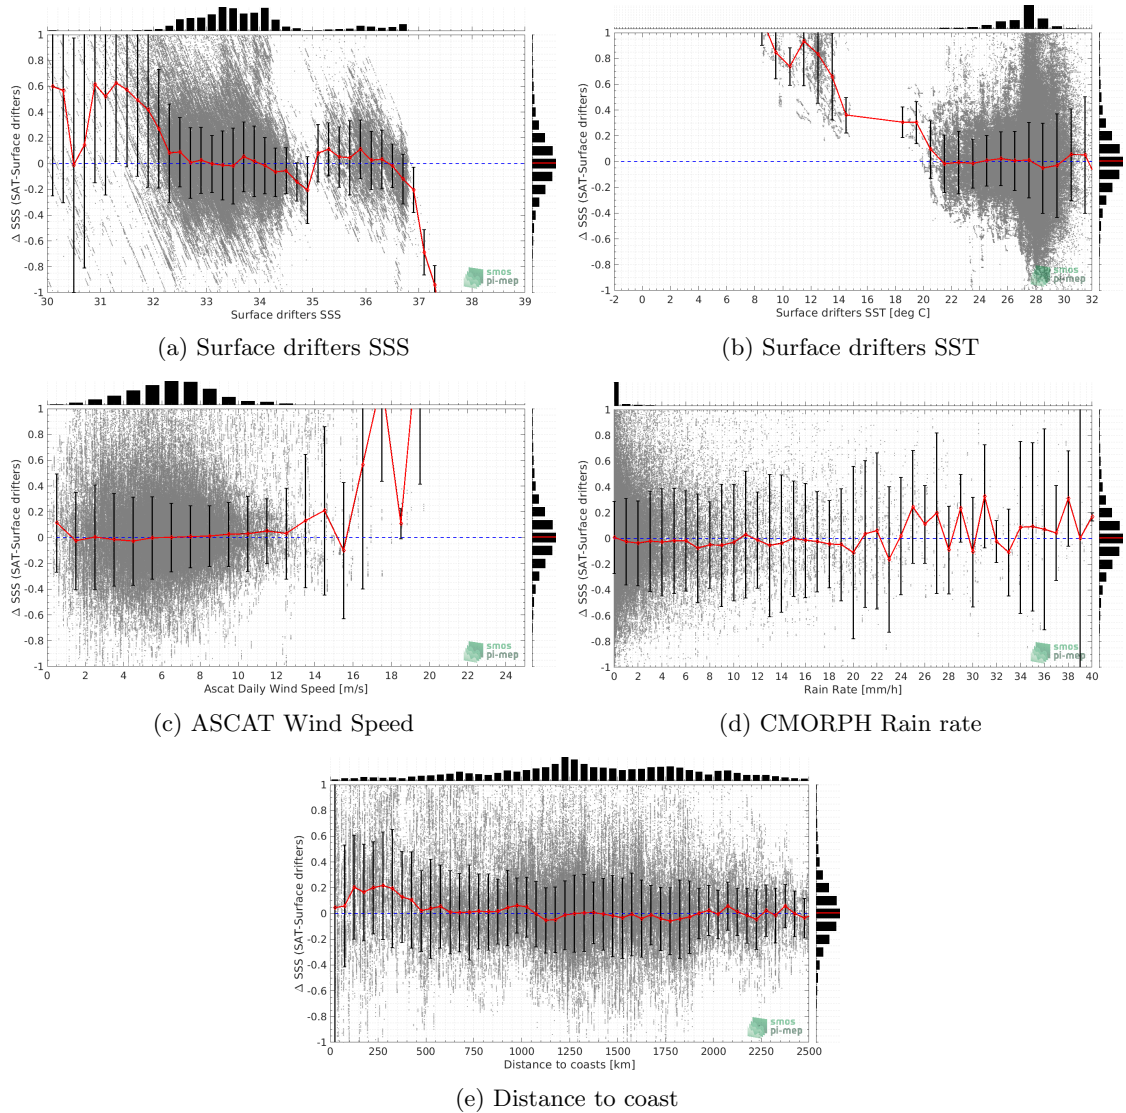 1
0.8
0.6
0.4
0.2
0
-0.2
-0.4
-0.6
-0.8
-1
Δ SSS (SAT-Surface drifters)
30 31 32 33 34 35 36 37 38 39
Surface drifters SSS
smos
pi-mep
(a) Surface drifters SSS
1
0.8
0.6
0.4
0.2
0
-0.2
-0.4
-0.6
-0.8
-1
Δ SSS (SAT-Surface drifters)
-2 0 2 4 6 8 10 12 14 16 18 20 22 24 26 28 30 32
Surface drifters SST [deg C]
smos
pi-mep
(b) Surface drifters SST
1
0.8
0.6
0.4
0.2
0
-0.2
-0.4
-0.6
-0.8
-1
Δ SSS (SAT-Surface drifters)
0 2 4 6 8 10 12 14 16 18 20 22 24
Ascat Daily Wind Speed [m/s]
smos
pi-mep
(c) ASCAT Wind Speed
1
0.8
0.6
0.4
0.2
0
-0.2
-0.4
-0.6
-0.8
-1
Δ SSS (SAT-Surface drifters)
0 2 4 6 8 10 12 14 16 18 20 22 24 26 28 30 32 34 36 38 40
Rain Rate [mm/h]
smos
pi-mep
(d) CMORPH Rain rate
1
0.8
0.6
0.4
0.2
0
-0.2
-0.4
-0.6
-0.8
-1
Δ SSS (SAT-Surface drifters)
0 250 500 750 1000 1250 1500 1750 2000 2250 2500
Distance to coasts [km]
smos
pi-mep
(e) Distance to coast